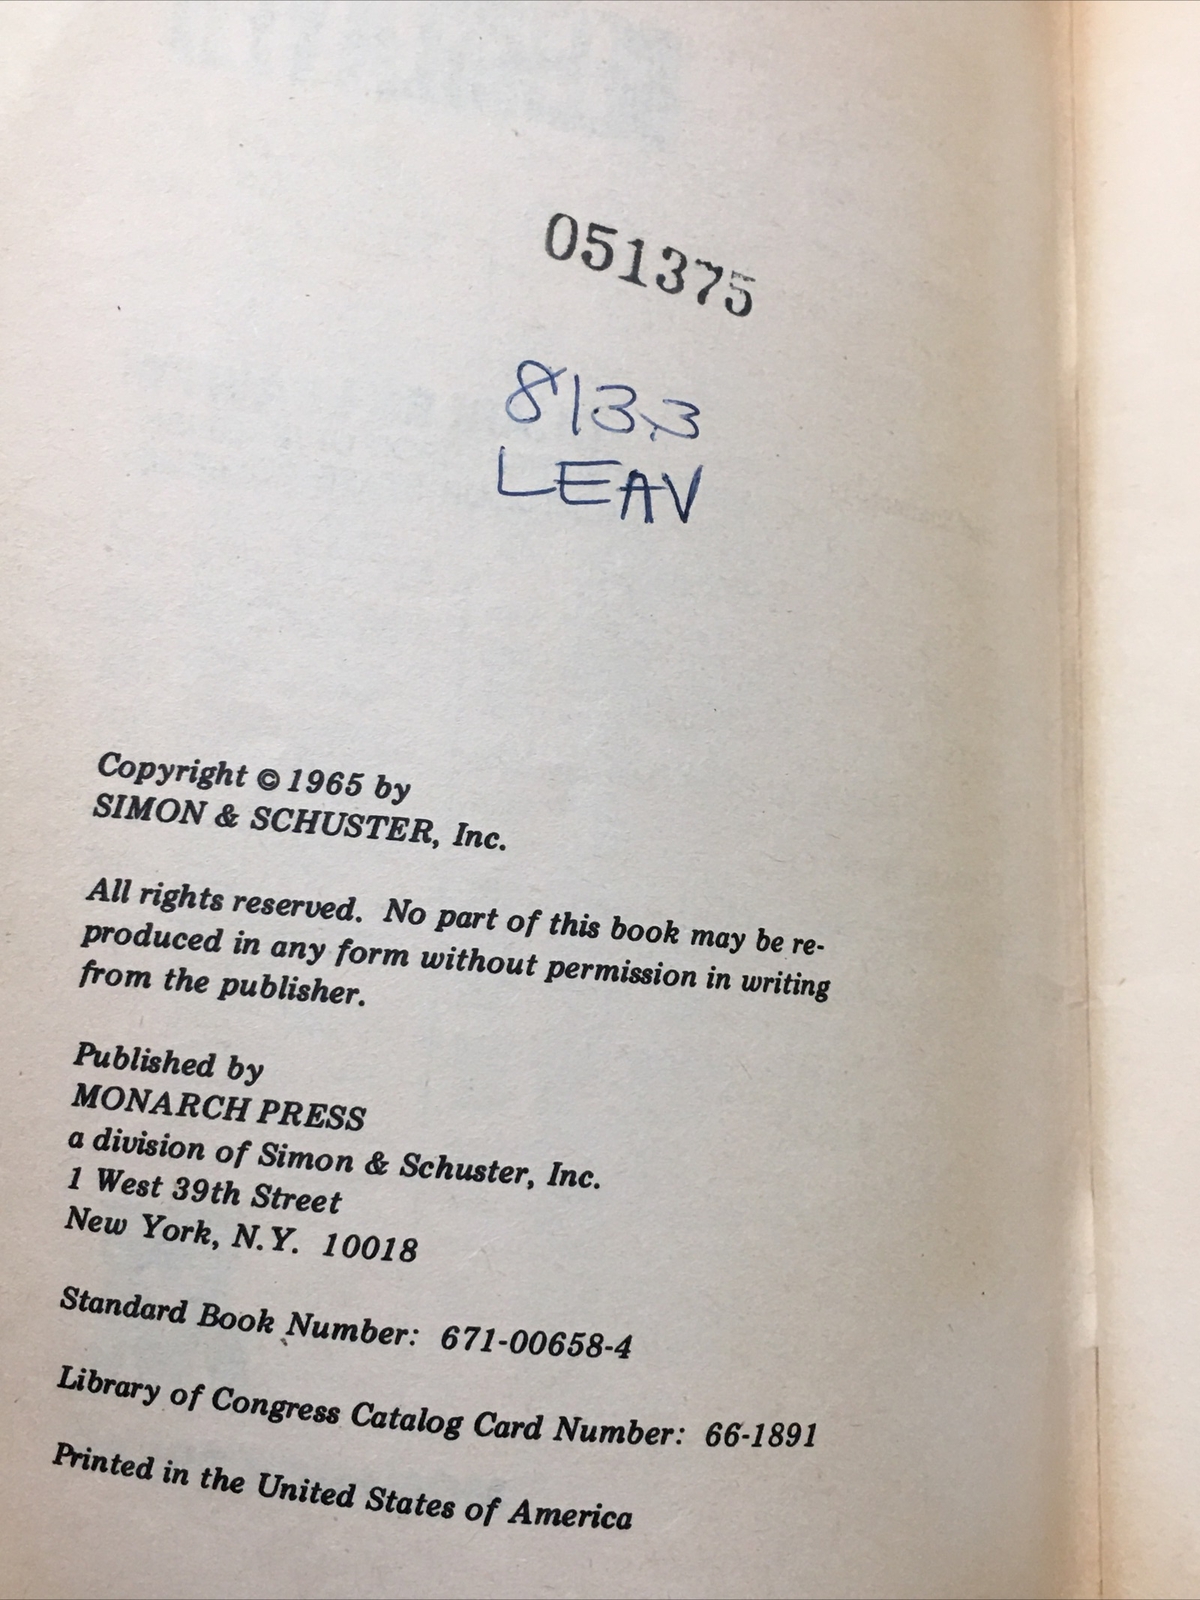 051375
813.3
LEAV
Copyright © 1965 by
SIMON & SCHUSTER, Inc.
All rights reserved. No part of this book may be re-
produced in any form without permission in writing
from the publisher.
Published by
MONARCH PRESS
a division of Simon & Schuster, Inc.
1 West 39th Street
New York, N.Y. 10018
Standard Book Number: 671-00658-4
Library of Congress Catalog Card Number: 66-1891
Printed in the United States of America